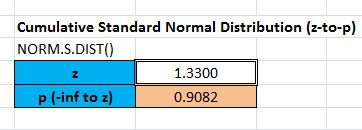 Cumulative Standard Normal Distribution (z-to-p)
NORM.S.DIST()
z 1.3300
p (-inf to z) 0.9082